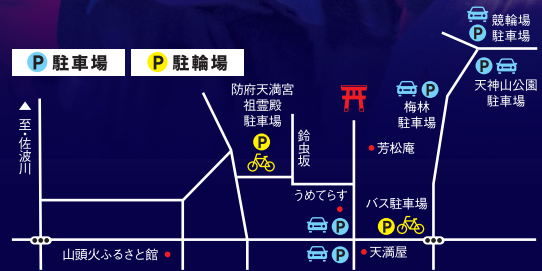 P 駐車場
P 駐輪場
競輪場
駐車場
P
P
天神山公園
駐車場
防府天満宮
祖霊殿
駐車場
P
P
梅林
駐車場
鈴虫坂
芳松庵
至・佐波川
うめてらす
バス駐車場
P
P
山頭火ふるさと館
P
天満屋